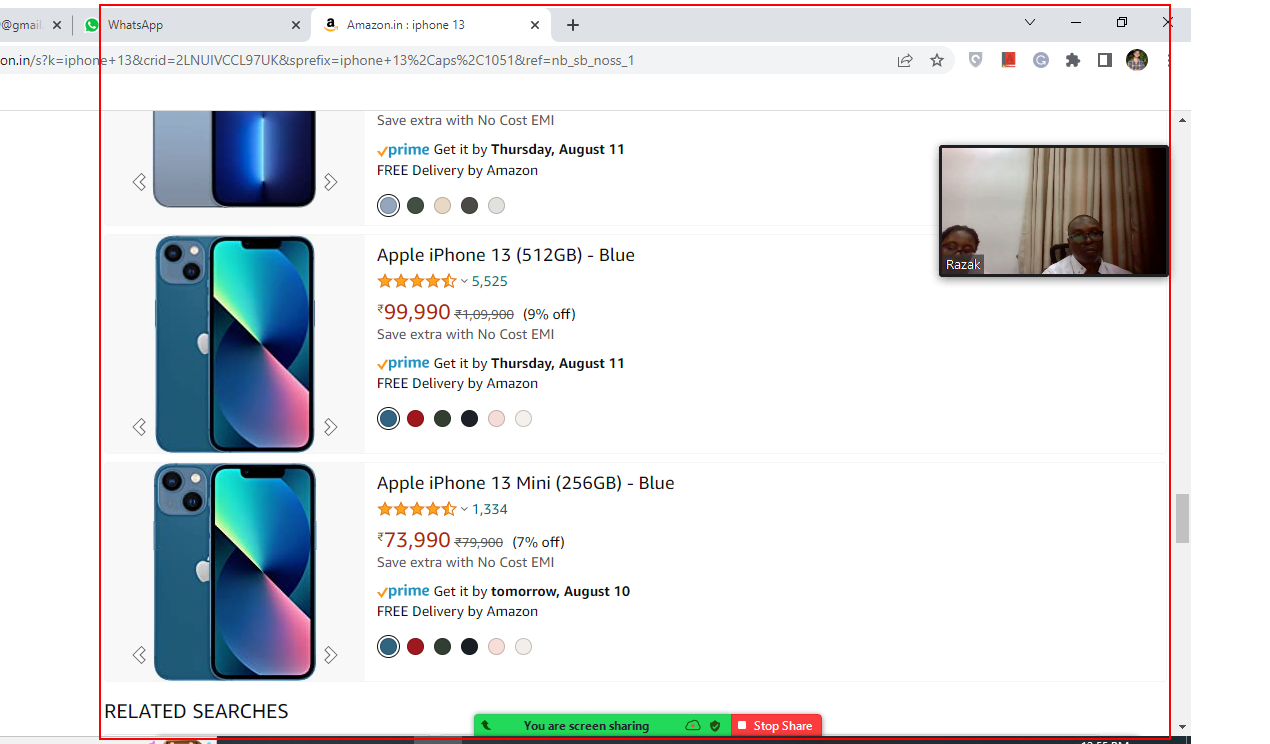 @gmail.
WhatsApp
Amazon.in : iphone 13
on.in/s?k=iphone+13&crid=2LNUIVCCL97UK&sprefix=iphone+13%2Caps%2C1051&ref=nb_sb_noss_1
Save extra with No Cost EMI
prime Get it by Thursday, August 11
FREE Delivery by Amazon
Razak
Apple iPhone 13 (512GB) - Blue
5,525
₹99,990 ₹1,09,900 (9% off)
Save extra with No Cost EMI
prime Get it by Thursday, August 11
FREE Delivery by Amazon
Apple iPhone 13 Mini (256GB) - Blue
1,334
₹73,990 ₹79,900 (7% off)
Save extra with No Cost EMI
prime Get it by tomorrow, August 10
FREE Delivery by Amazon
RELATED SEARCHES
You are screen sharing
Stop Share